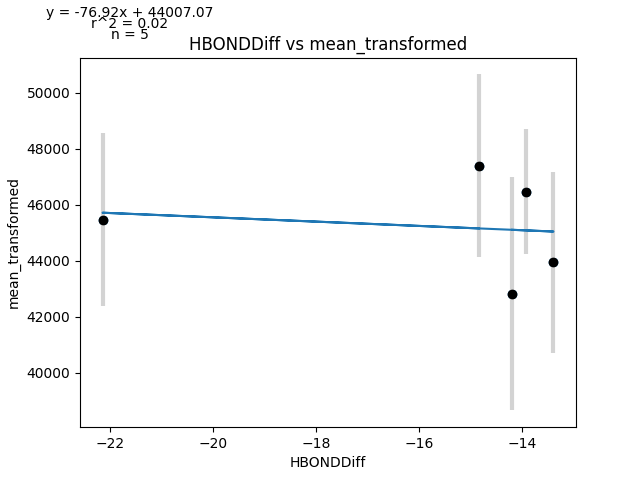 y = -76.92x + 44007.07
r^2 = 0.02
n = 5
HBONDDiff vs mean_transformed
50000
48000
46000
44000
42000
40000
mean_transformed
−22
−20
−18
−16
−14
HBONDDiff